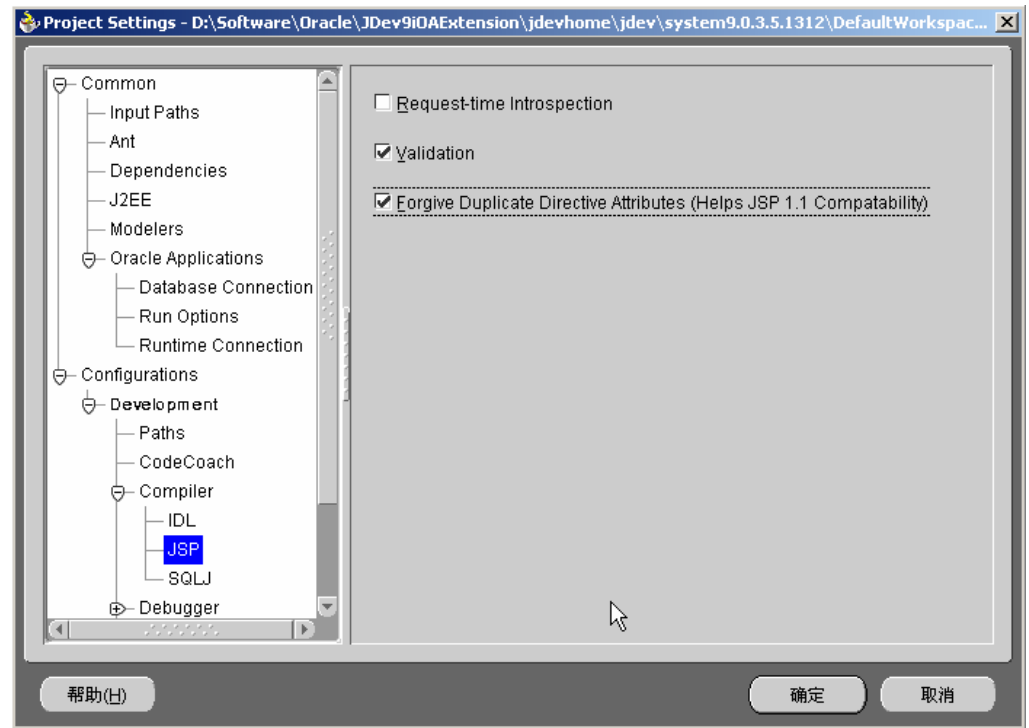 Project Settings - D:\Software\Oracle\JDev9iOAExtension\jdevhome\jdev\system9.0.3.5.1312\DefaultWorkspac...
Common
Input Paths
Ant
Dependencies
J2EE
Modelers
Oracle Applications
Database Connection
Run Options
Runtime Connection
Configurations
Development
Paths
CodeCoach
Compiler
IDL
JSP
SQLJ
Debugger
Request-time Introspection
Validation
Forgive Duplicate Directive Attributes (Helps JSP 1.1 Compatability)
帮助(H)
确定
取消